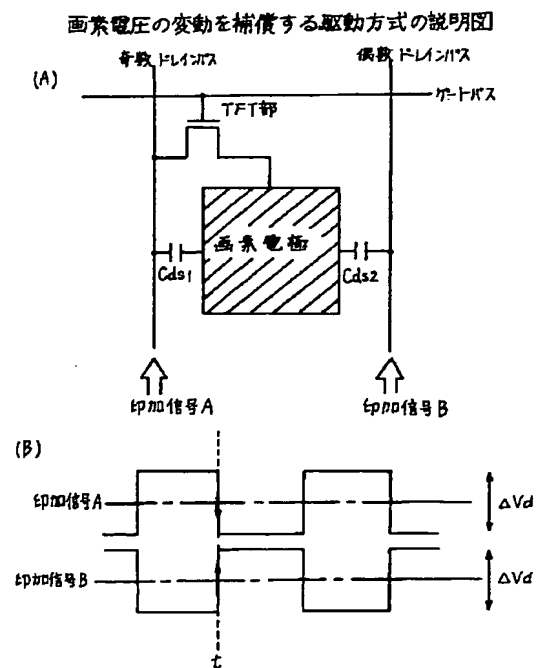 画素電圧の変動を補償する駆動方式の説明図
奇数ドレインバス
偶数ドレインバス
(A)
ゲートバス
TFT部
画素電極
Cds1
Cds2
印加信号A
印加信号B
(B)
印加信号A
ΔVd
印加信号B
ΔVd
t